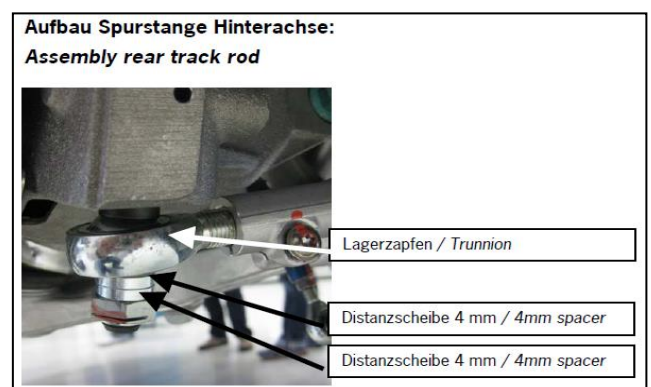 Aufbau Spurstange Hinterachse:
Assembly rear track rod
Lagerzapfen / Trunnion
Distanzscheibe 4 mm / 4mm spacer
Distanzscheibe 4 mm / 4mm spacer